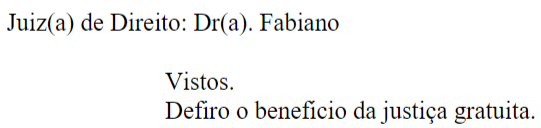 Juiz(a) de Direito: Dr(a). Fabiano
Vistos.
Defiro o benefício da justiça gratuita.